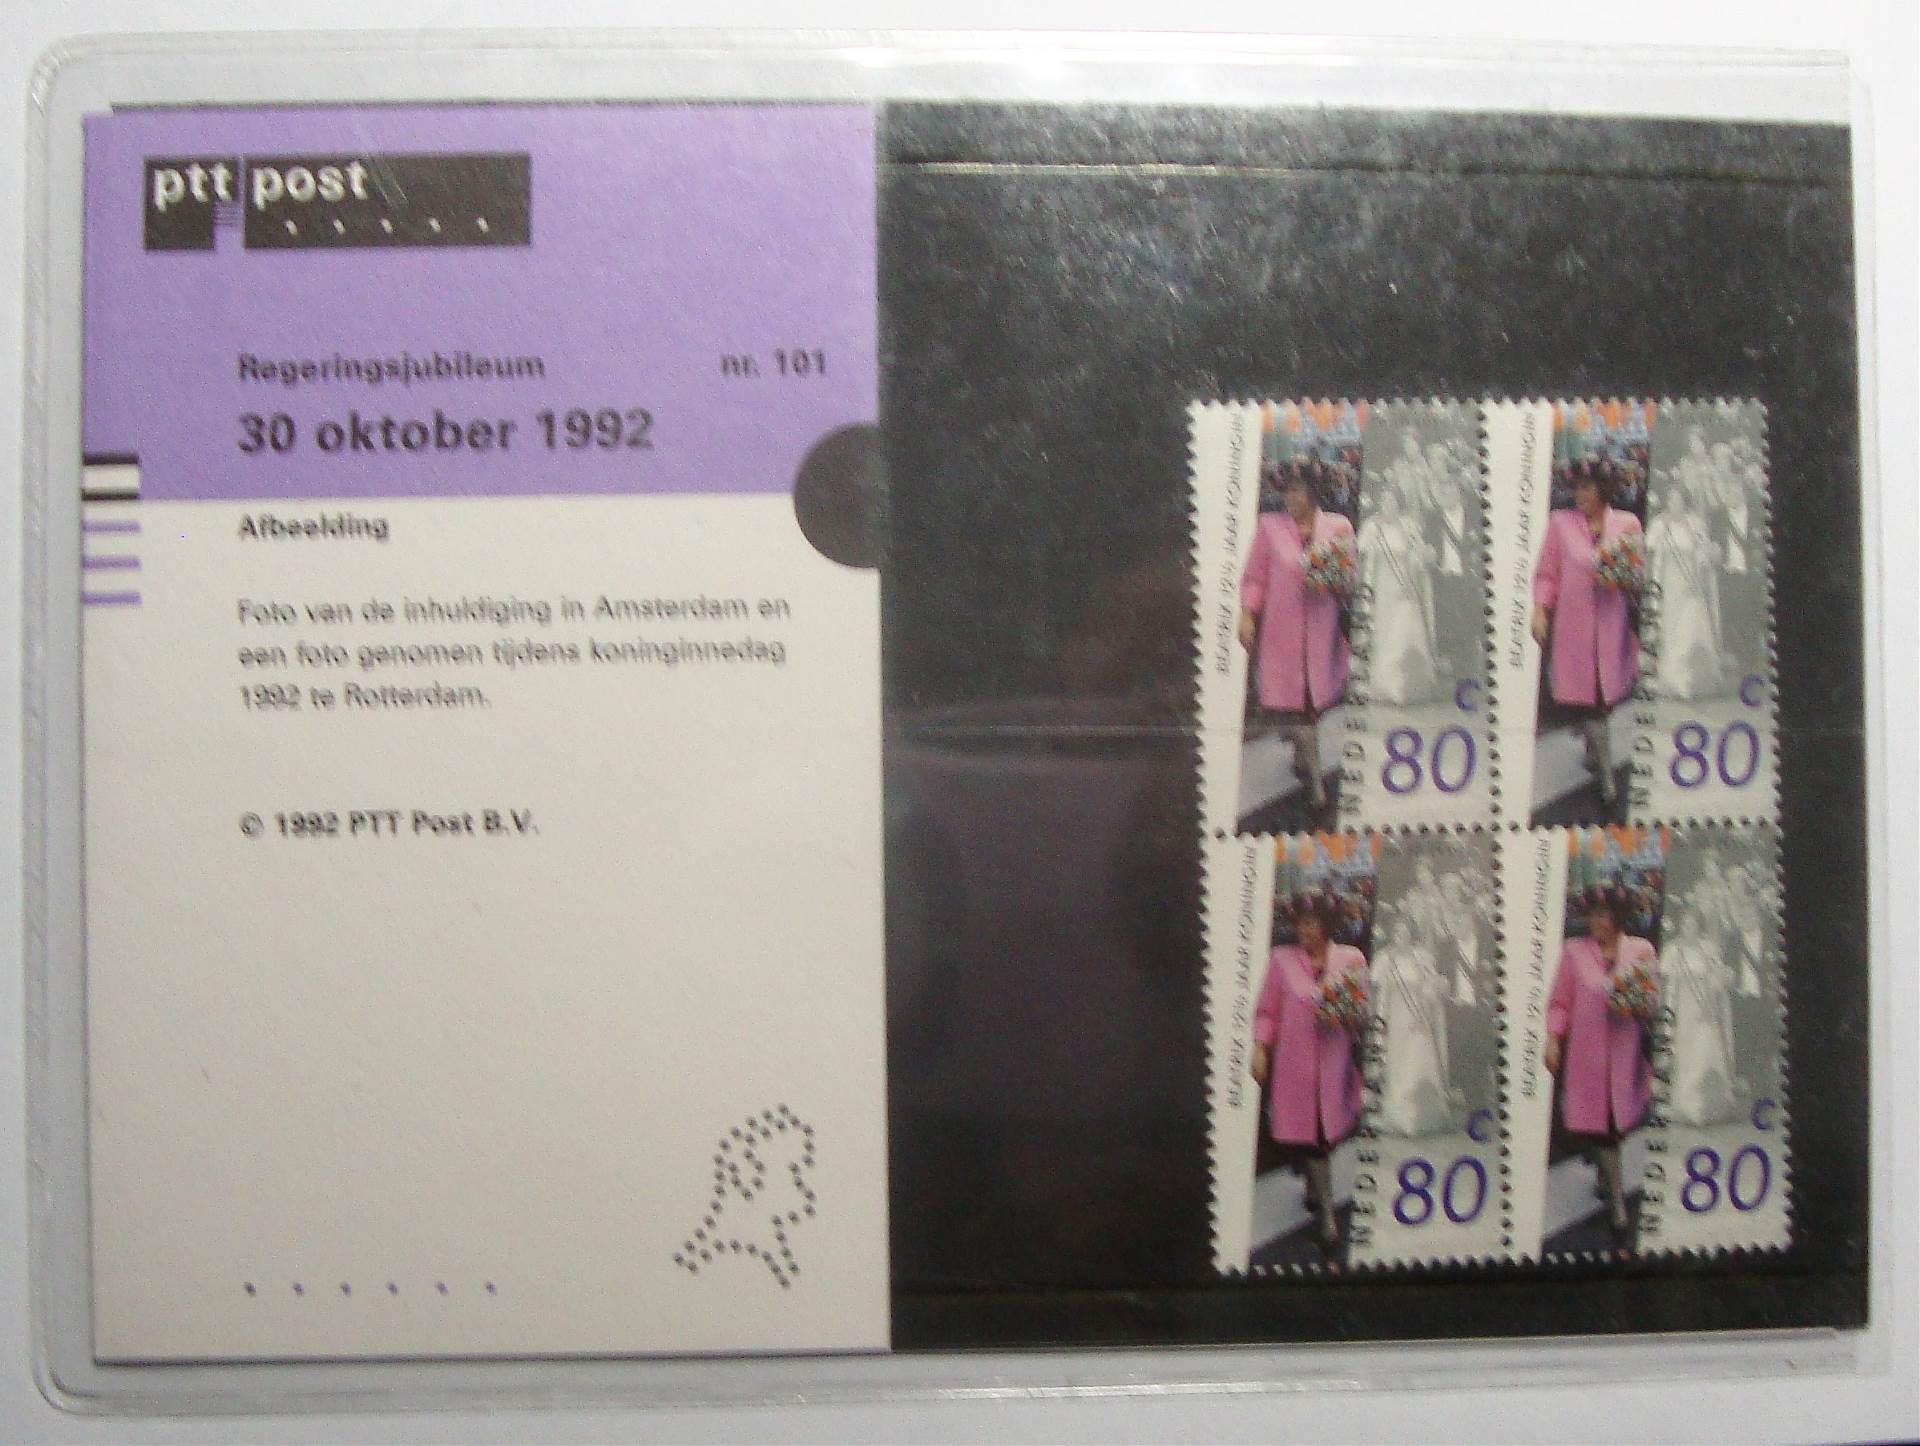 ptt post
Regeringsjubileum nr. 101
30 oktober 1992
Afbeelding
Foto van de inhuldiging in Amsterdam en
een foto genomen tijdens koninginnedag
1992 te Rotterdam.
© 1992 PTT Post B.V.
BEATRIX 12½ JAAR KONINGIN
NEDERLAND
80 c
BEATRIX 12½ JAAR KONINGIN
NEDERLAND
80 c
BEATRIX 12½ JAAR KONINGIN
NEDERLAND
80 c
BEATRIX 12½ JAAR KONINGIN
NEDERLAND
80 c